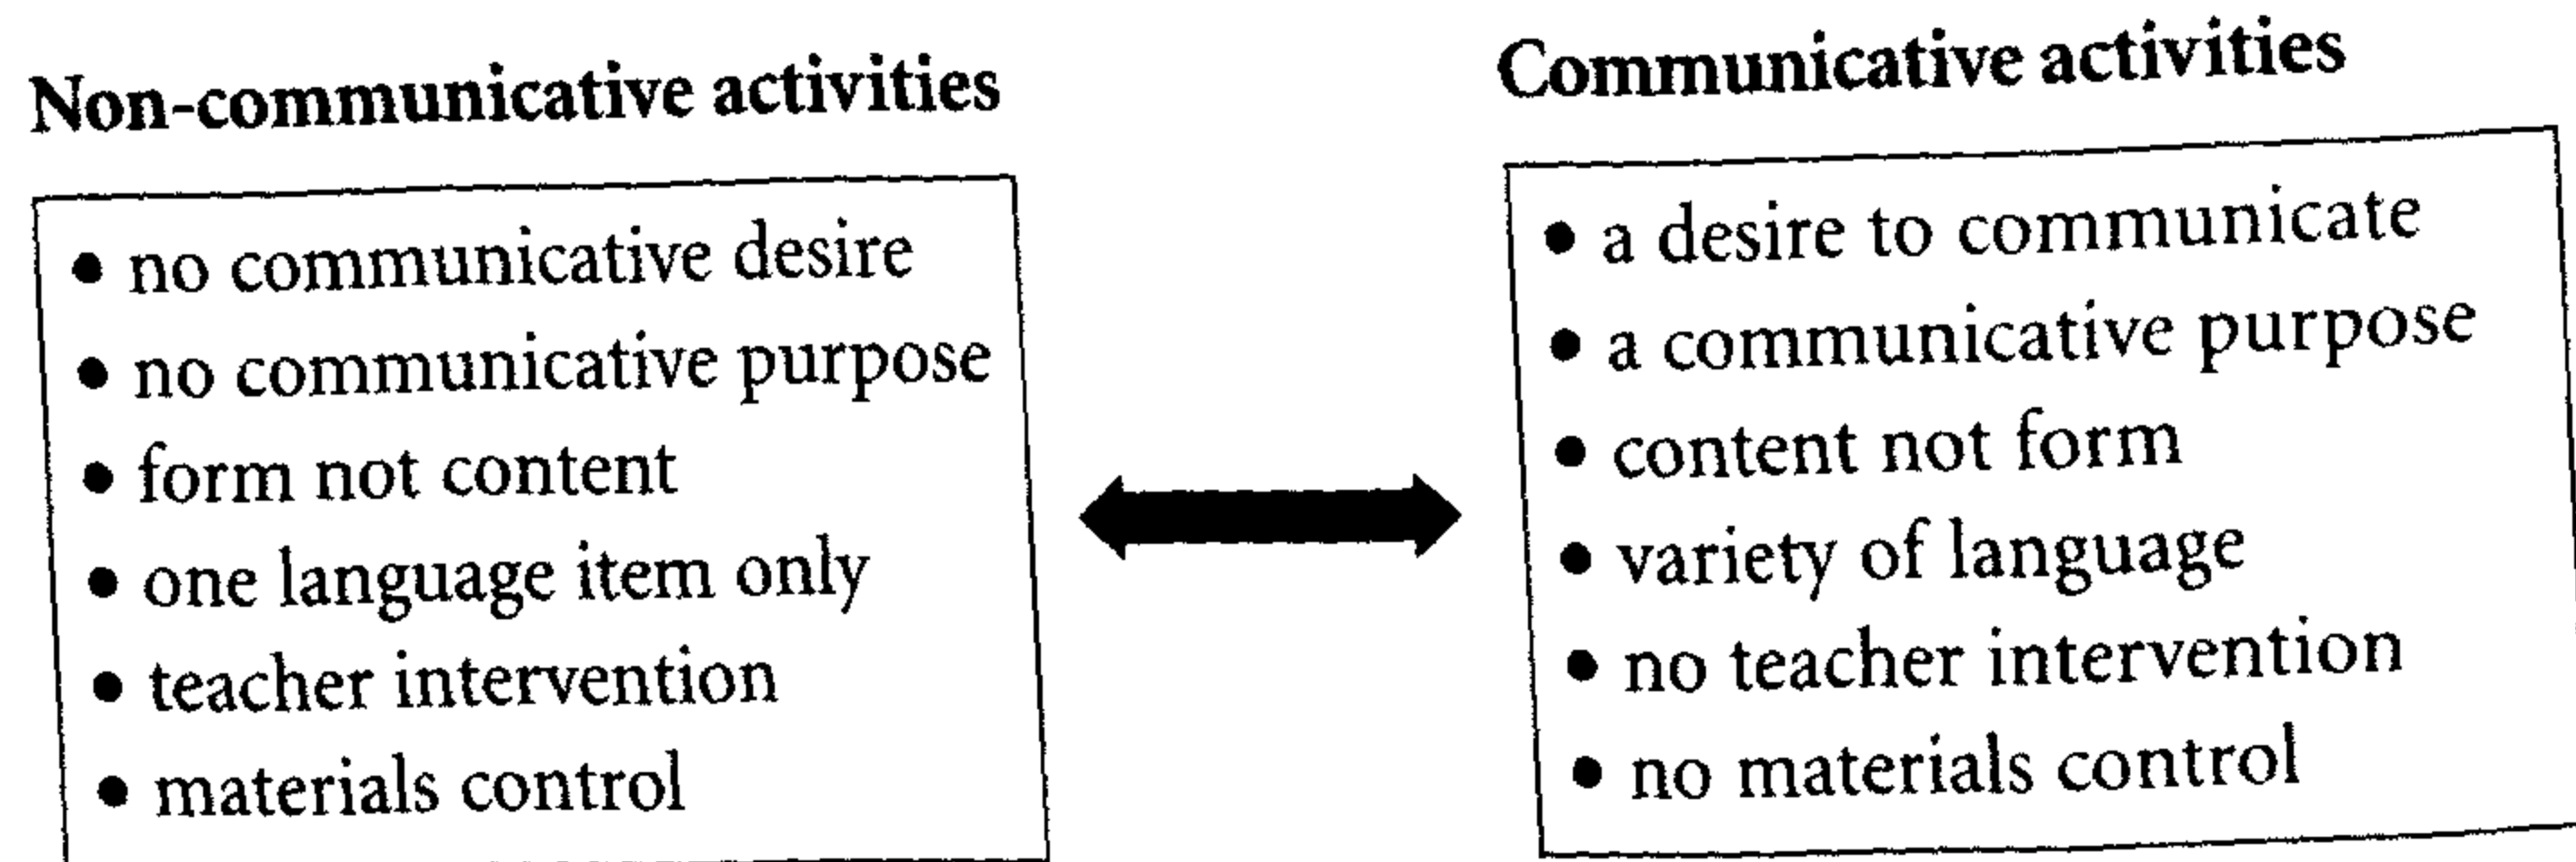 Non-communicative activities
• no communicative desire
• no communicative purpose
• form not content
• one language item only
• teacher intervention
• materials control
Communicative activities
• a desire to communicate
• a communicative purpose
• content not form
• variety of language
• no teacher intervention
• no materials control